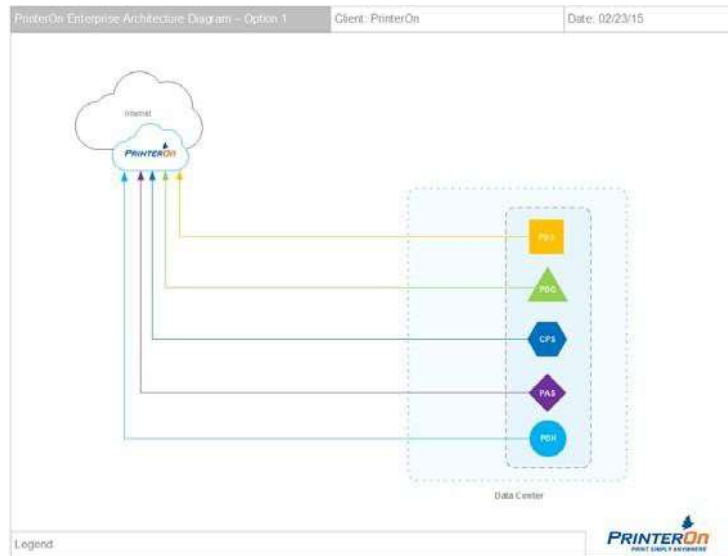 PrinterOn Enterprise Architecture Diagram – Option 1
Client: PrinterOn
Date: 02/23/15
Internet
PRINTERON
PDG
CPS
PAS
PDH
Data Center
Legend
PRINTERON
PRINT SIMPLY ANYWHERE